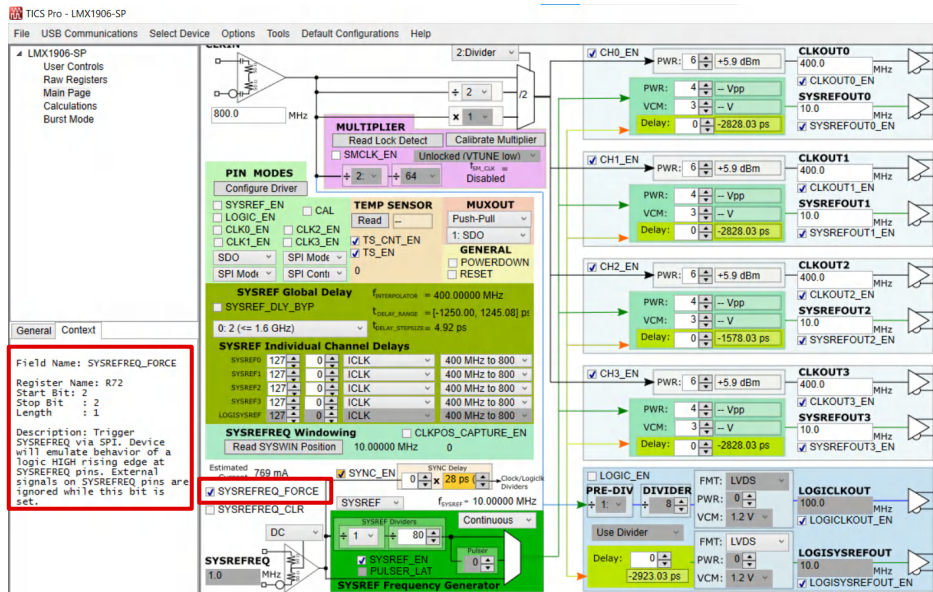 TICS Pro - LMX1906-SP
File USB Communications Select Device Options Tools Default Configurations Help
LMX1906-SP
User Controls
Raw Registers
Main Page
Calculations
Burst Mode
General Context
Field Name: SYSREFREQ_FORCE
Register Name: R72
Start Bit: 2
Stop Bit : 2
Length : 1
Description: Trigger
SYSREFREQ via SPI. Device
will emulate behavior of a
logic HIGH rising edge at
SYSREFREQ pins. External
signals on SYSREFREQ pins are
ignored while this bit is
set.
CLKIN
800.0 MHz
2:Divider
÷ 2
/2
x 1
MULTIPLIER
Read Lock Detect Calibrate Multiplier
SMCLK_EN Unlocked (VTUNE low)
÷ 2: ÷ 64 tSM_CLK = Disabled
PIN MODES
Configure Driver
SYSREF_EN
LOGIC_EN CAL
CLK0_EN CLK2_EN
CLK1_EN CLK3_EN
SDO SPI Mode
SPI Mode SPI Conti
TEMP SENSOR
Read --
TS_CNT_EN
TS_EN
0
MUXOUT
Push-Pull
1: SDO
GENERAL
POWERDOWN
RESET
SYSREF Global Delay fINTERPOLATOR = 400.00000 MHz
SYSREF_DLY_BYP tDELAY_RANGE = [-1250.00, 1245.08] ps
0: 2 (<= 1.6 GHz) tDELAY_STEPSIZE = 4.92 ps
SYSREF Individual Channel Delays
SYSREF0 127 0 ICLK 400 MHz to 800
SYSREF1 127 0 ICLK 400 MHz to 800
SYSREF2 127 0 ICLK 400 MHz to 800
SYSREF3 127 0 ICLK 400 MHz to 800
LOGISYSREF 127 0 ICLK 400 MHz to 800
SYSREFREQ Windowing CLKPOS_CAPTURE_EN
Read SYSWIN Position 10.00000 MHz 0
Estimated
Current 769 mA
SYNC_EN
SYNC Delay
0 x 28 ps (
Clock/Logiclk
Dividers
SYSREFREQ_FORCE
SYSREFREQ_CLR
SYSREF fSYSREF = 10.00000 MHz
DC
SYSREFREQ
1.0 MHz
SYSREF Dividers
÷ 1 ÷ 80
SYSREF_EN
PULSER_LAT
Continuous
Pulser
0
SYSREF Frequency Generator
CH0_EN PWR: 6 +5.9 dBm
CLKOUT0
400.0 MHz
CLKOUT0_EN
PWR: 4 -- Vpp
VCM: 3 -- V
Delay: 0 -2828.03 ps
SYSREFOUT0
10.0 MHz
SYSREFOUT0_EN
CH1_EN PWR: 6 +5.9 dBm
CLKOUT1
400.0 MHz
CLKOUT1_EN
PWR: 4 -- Vpp
VCM: 3 -- V
Delay: 0 -2828.03 ps
SYSREFOUT1
10.0 MHz
SYSREFOUT1_EN
CH2_EN PWR: 6 +5.9 dBm
CLKOUT2
400.0 MHz
CLKOUT2_EN
PWR: 4 -- Vpp
VCM: 3 -- V
Delay: 0 -1578.03 ps
SYSREFOUT2
10.0 MHz
SYSREFOUT2_EN
CH3_EN PWR: 6 +5.9 dBm
CLKOUT3
400.0 MHz
CLKOUT3_EN
PWR: 4 -- Vpp
VCM: 3 -- V
Delay: 0 -2828.03 ps
SYSREFOUT3
10.0 MHz
SYSREFOUT3_EN
LOGIC_EN
PRE-DIV DIVIDER
÷ 1: ÷ 8
Use Divider
FMT: LVDS
PWR: 0
VCM: 1.2 V
LOGICLKOUT
100.0 MHz
LOGICLKOUT_EN
Delay: 0
-2923.03 ps
FMT: LVDS
PWR: 0
VCM: 1.2 V
LOGISYSREFOUT
10.0 MHz
LOGISYSREFOUT_EN